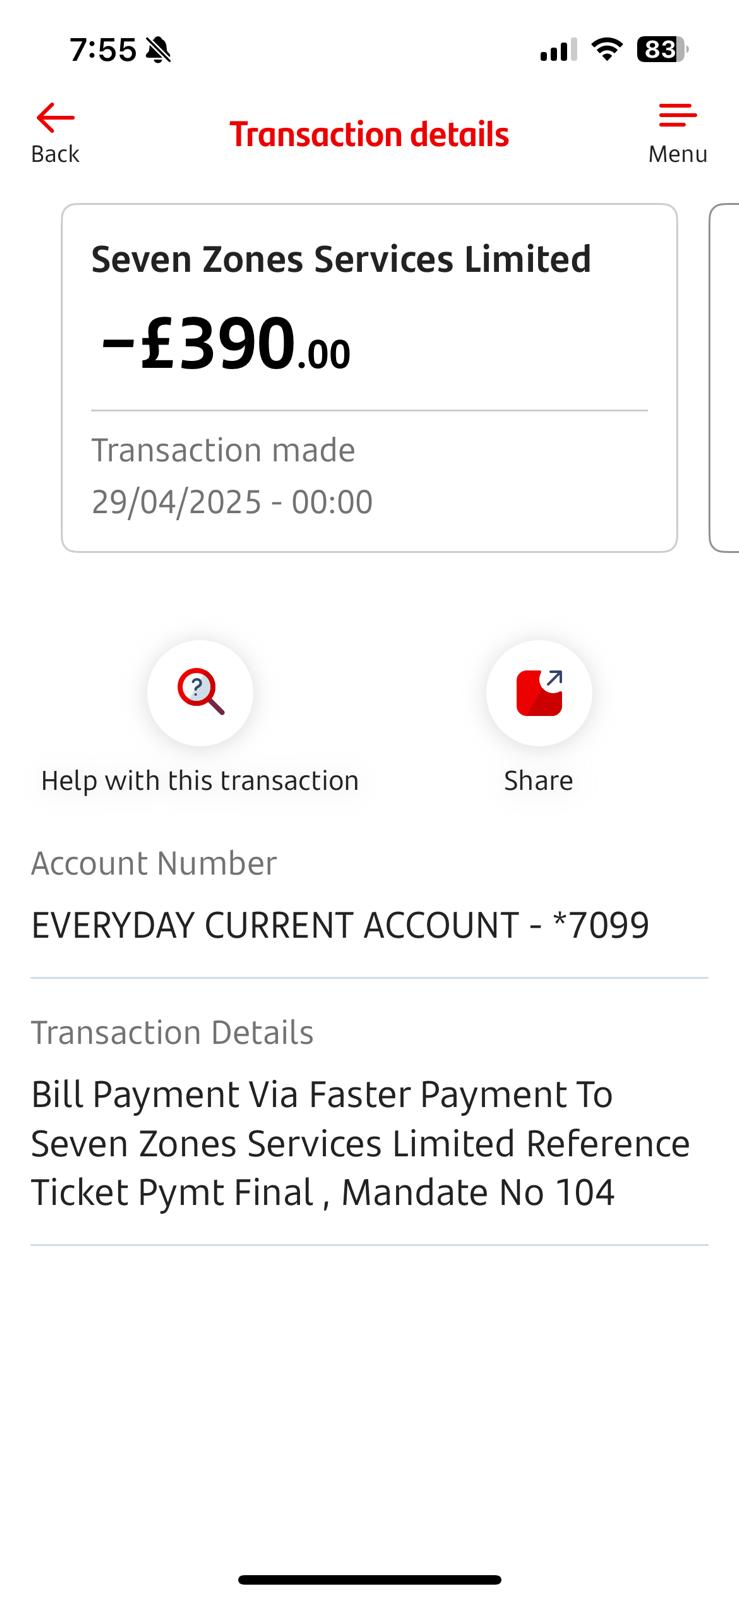 7:55
83
Back
Transaction details
Menu
Seven Zones Services Limited
-£390.00
Transaction made
29/04/2025 - 00:00
?
Help with this transaction
Share
Account Number
EVERYDAY CURRENT ACCOUNT - *7099
Transaction Details
Bill Payment Via Faster Payment To
Seven Zones Services Limited Reference
Ticket Pymt Final , Mandate No 104